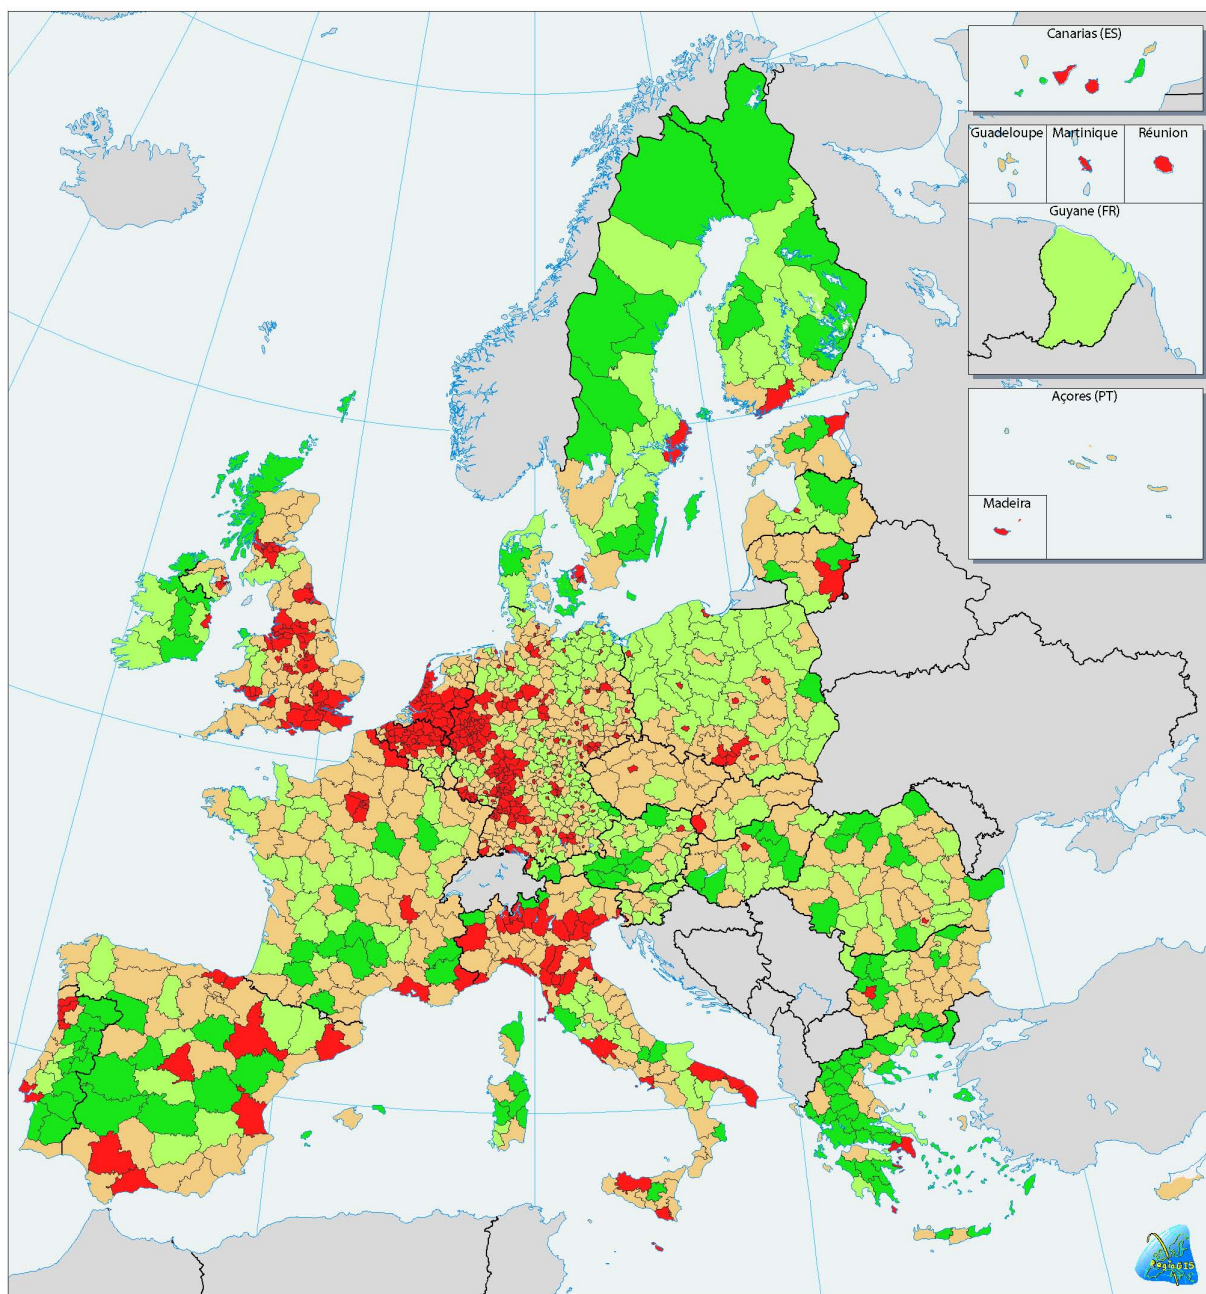 Canarias (ES)
Guadeloupe
Martinique
Réunion
Guyane (FR)
Açores (PT)
Madeira
RegioGIS